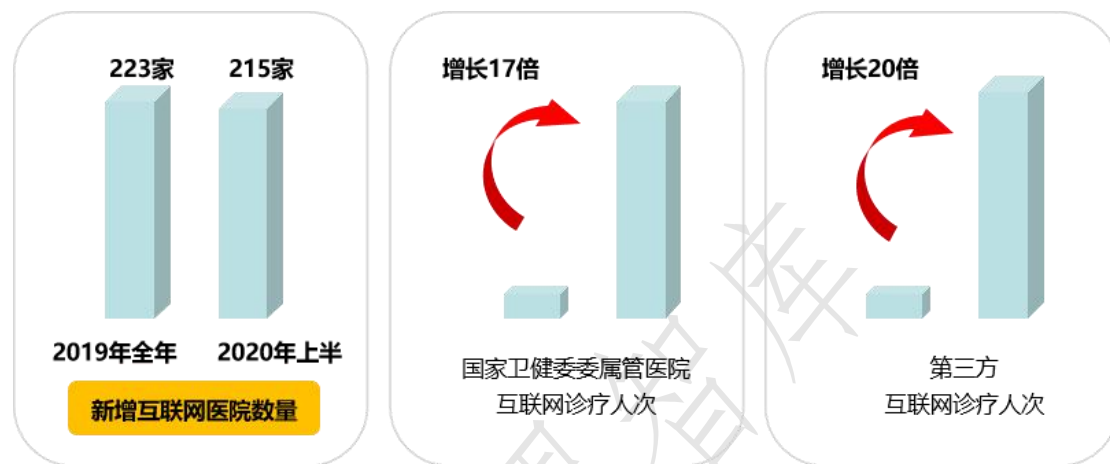 223家 215家
2019年全年 2020年上半
新增互联网医院数量
增长17倍
国家卫健委委属管医院
互联网诊疗人次
增长20倍
第三方
互联网诊疗人次
智库